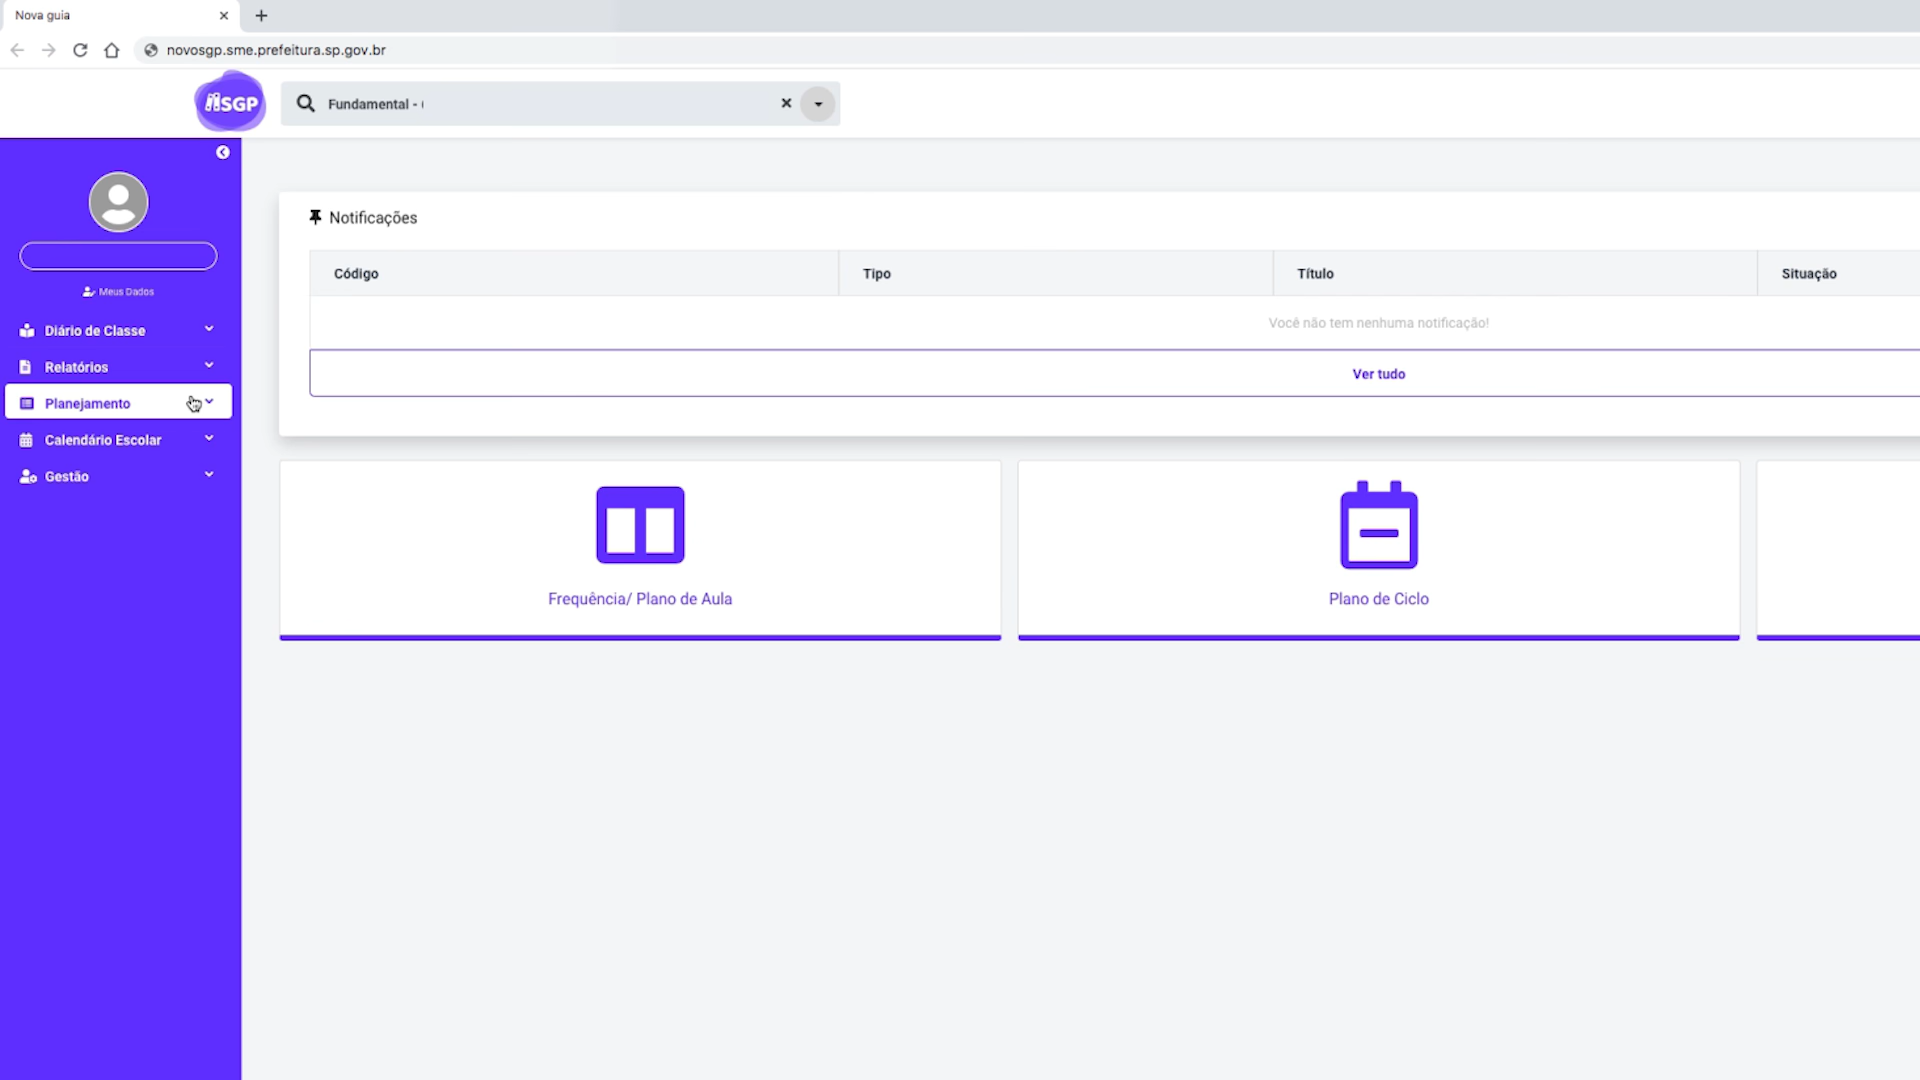 Nova guia
novosgp.sme.prefeitura.sp.gov.br
SGP
Fundamental -
Notificações
Código Tipo Título Situação
Você não tem nenhuma notificação!
Ver tudo
Meus Dados
Diário de Classe
Relatórios
Planejamento
Calendário Escolar
Gestão
Frequência/ Plano de Aula
Plano de Ciclo